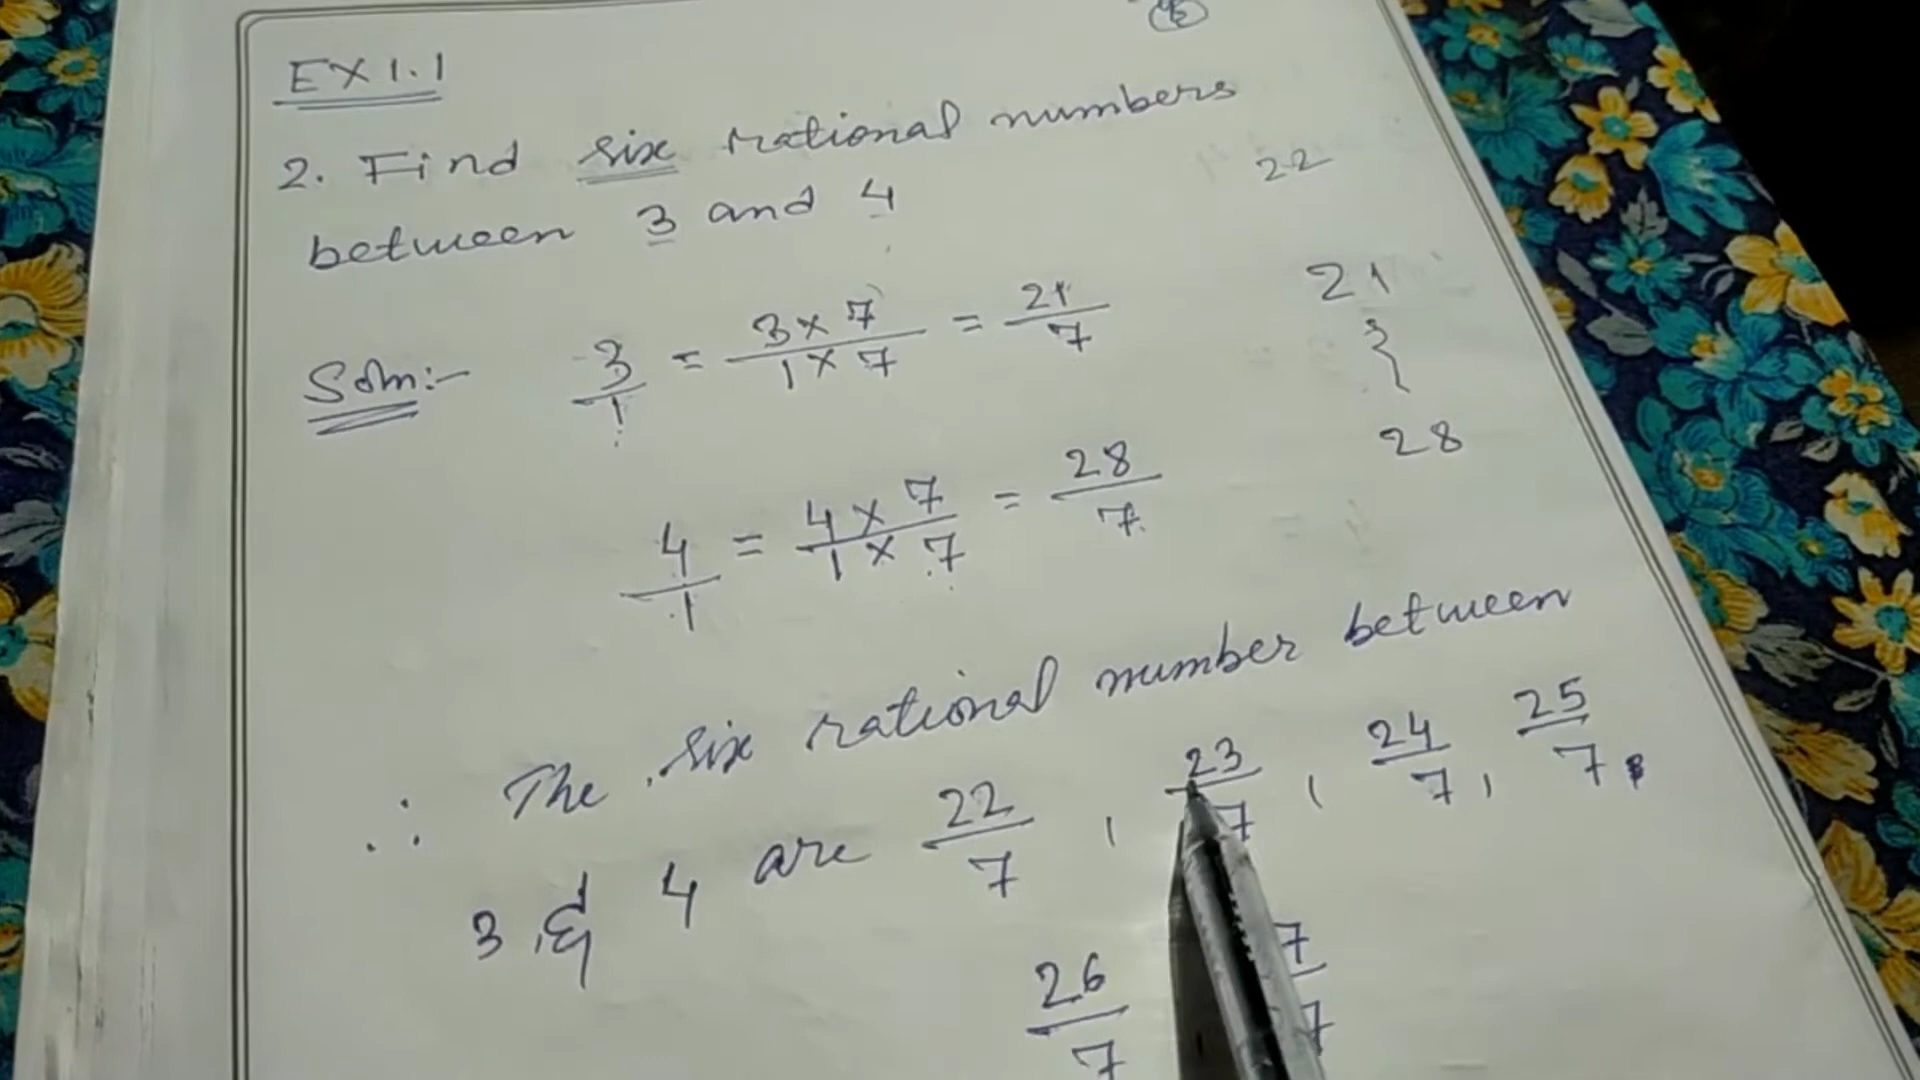 EX 1.1
2. Find six rational numbers
22
between 3 and 4
Soln:- 3/1 = 3×7/1×7 = 21/7
21
28
4/1 = 4×7/1×7 = 28/7
∴ The six rational number between
3 & 4 are 22/7, 23/7, 24/7, 25/7,
26/7